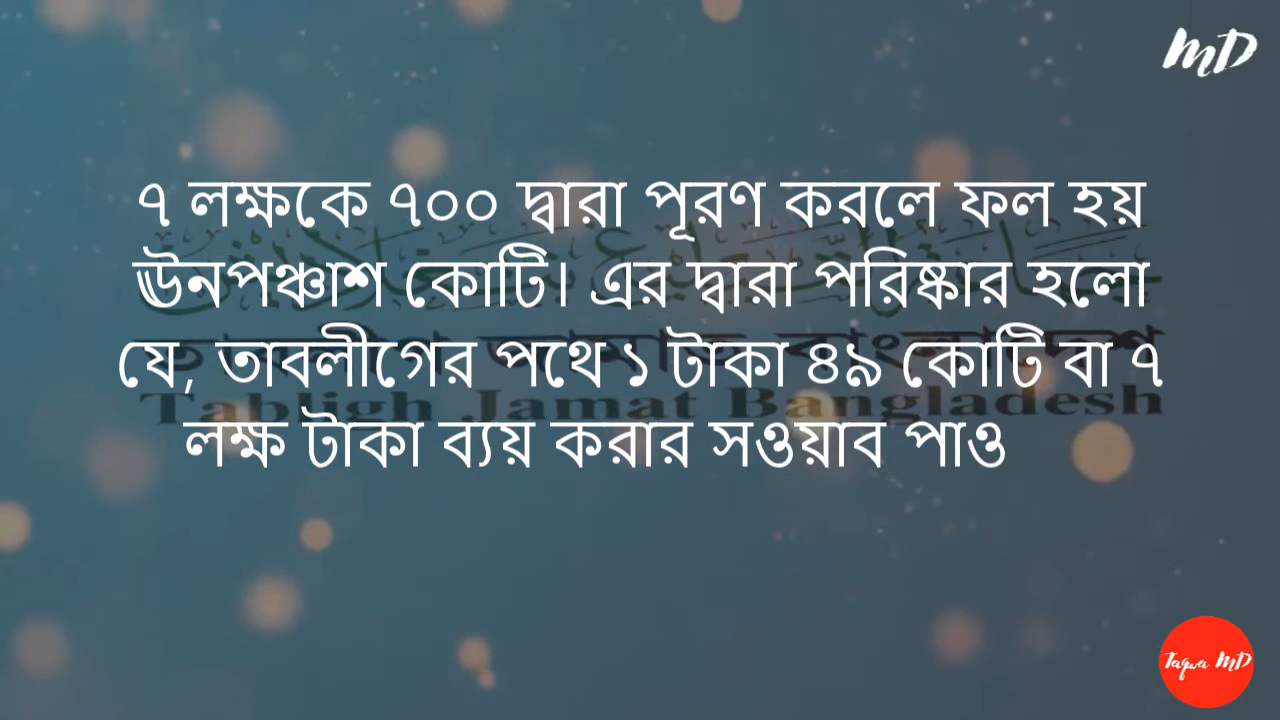 MD
৭ লক্ষকে ৭০০ দ্বারা পূরণ করলে ফল হয়
ঊনপঞ্চাশ কোটি। এর দ্বারা পরিষ্কার হলো
যে, তাবলীগের পথে ১ টাকা ৪৯ কোটি বা ৭
লক্ষ টাকা ব্যয় করার সওয়াব পাও
Tabligh Jamat Bangladesh
Taqwa MD